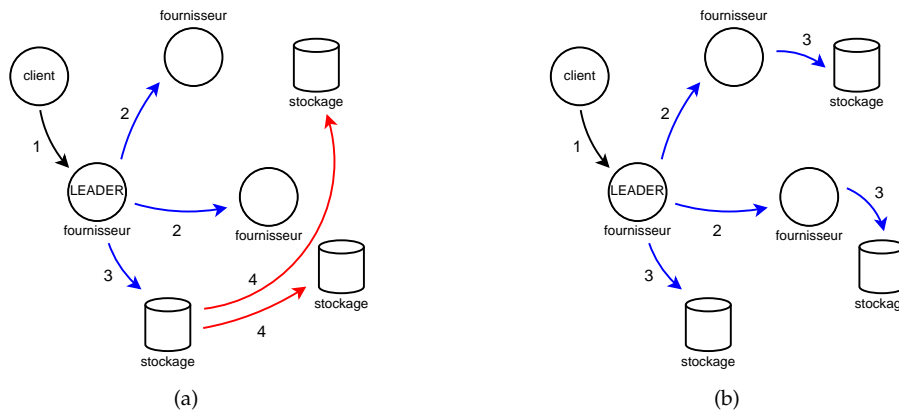 fournisseur
client
stockage
2
1
LEADER
fournisseur
2
fournisseur
3
4
stockage
4
stockage
(a)
fournisseur
3
client
stockage
2
1
LEADER
3
fournisseur
2
fournisseur
3
stockage
stockage
(b)